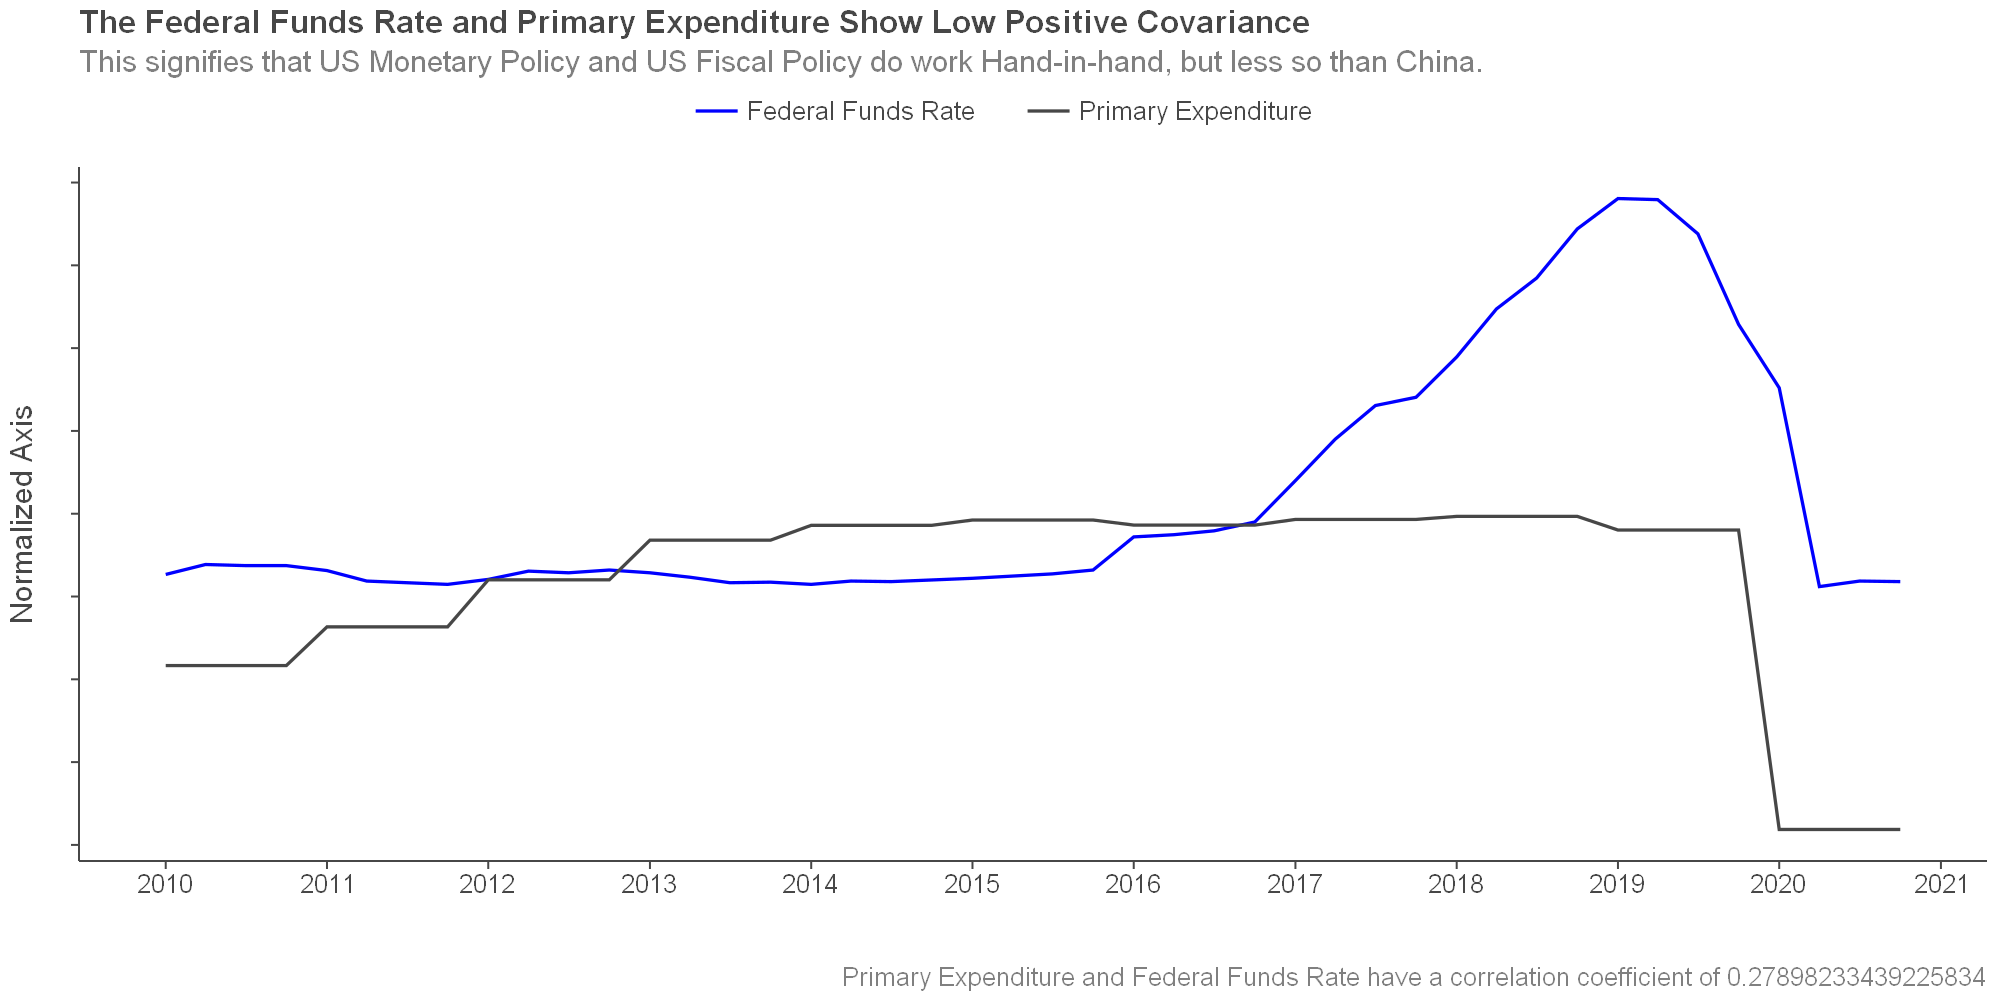 The Federal Funds Rate and Primary Expenditure Show Low Positive Covariance
This signifies that US Monetary Policy and US Fiscal Policy do work Hand-in-hand, but less so than China.
Federal Funds Rate
Primary Expenditure
Normalized Axis
2010 2011 2012 2013 2014 2015 2016 2017 2018 2019 2020 2021
Primary Expenditure and Federal Funds Rate have a correlation coefficient of 0.27898233439225834